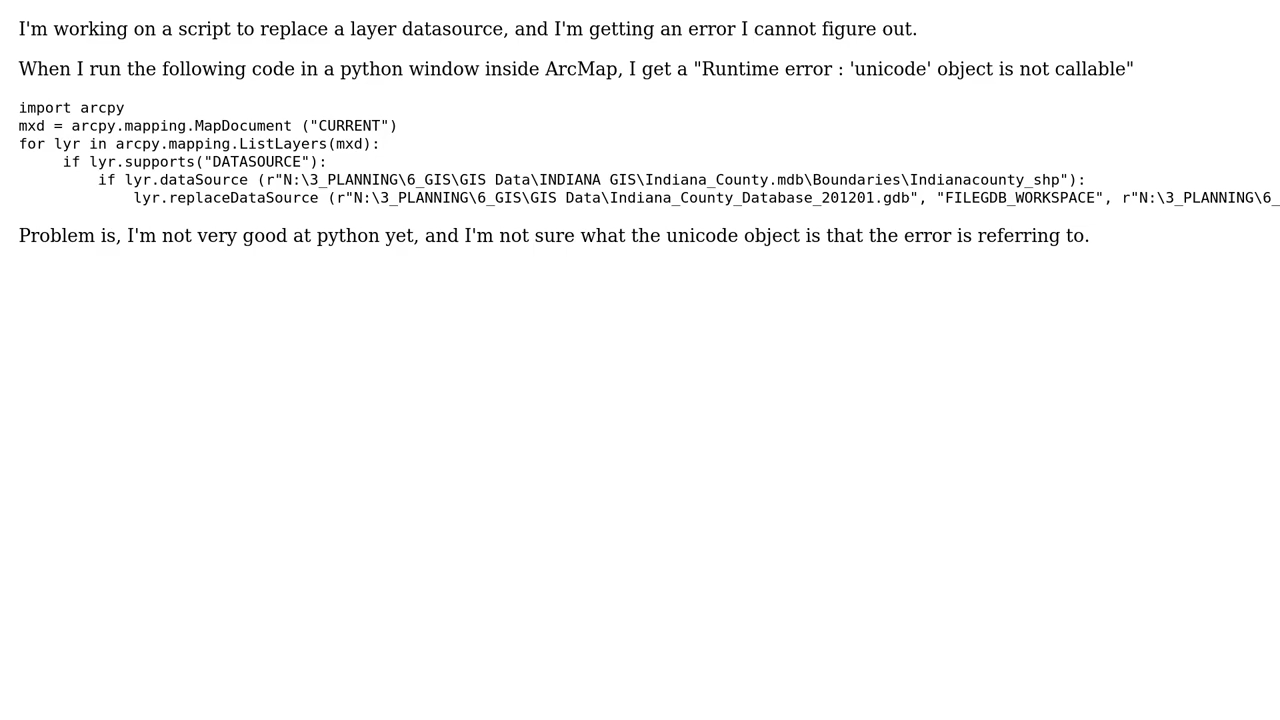 I'm working on a script to replace a layer datasource, and I'm getting an error I cannot figure out.
When I run the following code in a python window inside ArcMap, I get a "Runtime error : 'unicode' object is not callable"
import arcpy
mxd = arcpy.mapping.MapDocument ("CURRENT")
for lyr in arcpy.mapping.ListLayers(mxd):
     if lyr.supports("DATASOURCE"):
         if lyr.dataSource (r"N:\3_PLANNING\6_GIS\GIS Data\INDIANA GIS\Indiana_County.mdb\Boundaries\Indianacounty_shp"):
             lyr.replaceDataSource (r"N:\3_PLANNING\6_GIS\GIS Data\Indiana_County_Database_201201.gdb", "FILEGDB_WORKSPACE", r"N:\3_PLANNING\6_
Problem is, I'm not very good at python yet, and I'm not sure what the unicode object is that the error is referring to.